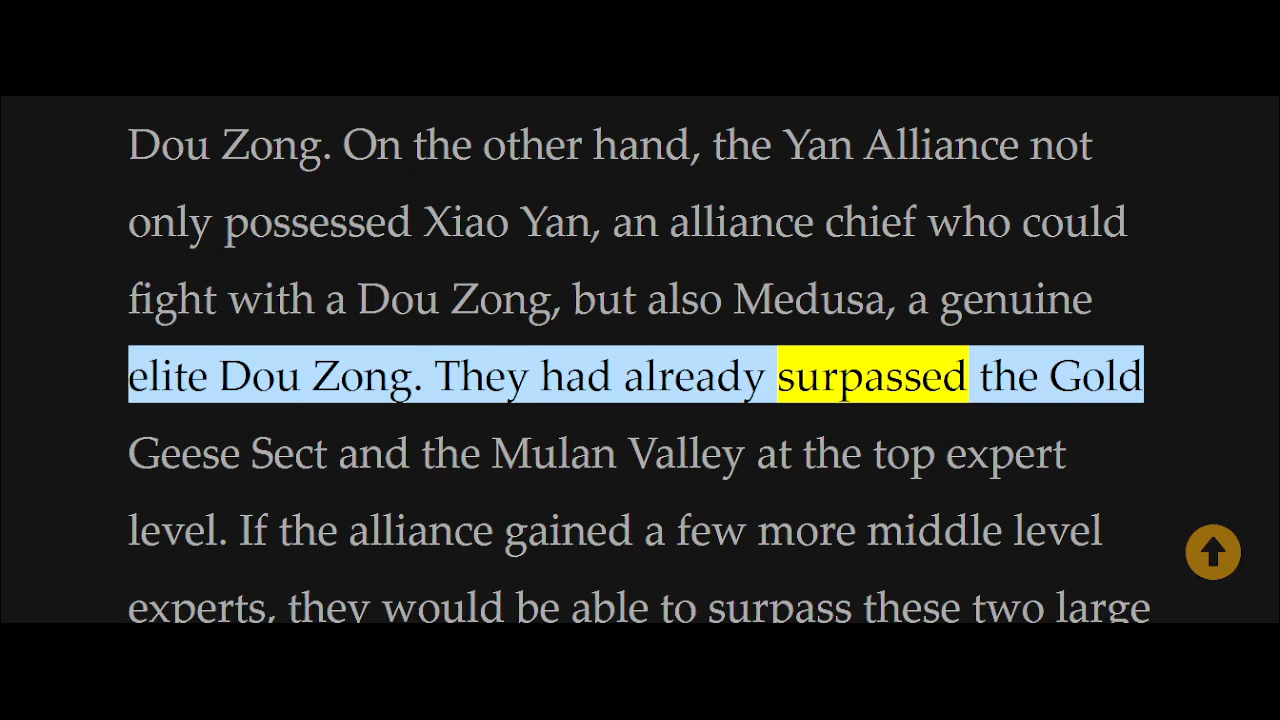 Dou Zong. On the other hand, the Yan Alliance not
only possessed Xiao Yan, an alliance chief who could
fight with a Dou Zong, but also Medusa, a genuine
elite Dou Zong. They had already surpassed the Gold
Geese Sect and the Mulan Valley at the top expert
level. If the alliance gained a few more middle level
experts, they would be able to surpass these two large